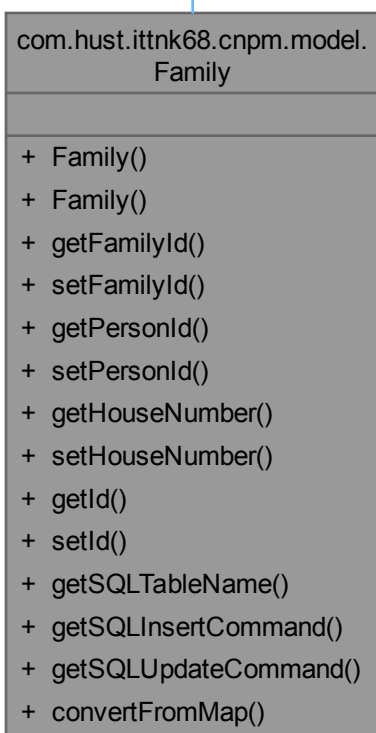 com.hust.ittnk68.cnpm.model.
Family
+ Family()
+ Family()
+ getFamilyId()
+ setFamilyId()
+ getPersonId()
+ setPersonId()
+ getHouseNumber()
+ setHouseNumber()
+ getId()
+ setId()
+ getSQLTableName()
+ getSQLInsertCommand()
+ getSQLUpdateCommand()
+ convertFromMap()